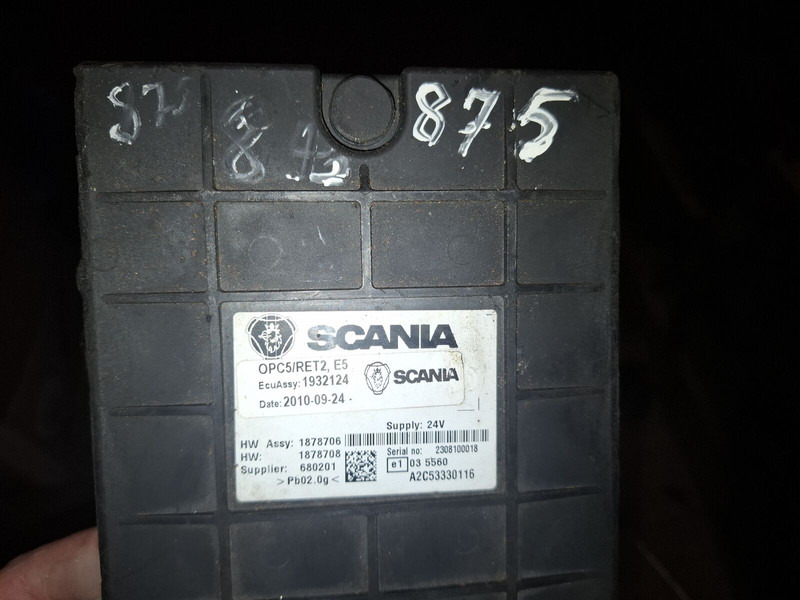 875
SCANIA
OPC5/RET2, E5
EcuAssy: 1932124
SCANIA
Date: 2010-09-24
Supply: 24V
HW Assy: 1878706
HW: 1878708
Serial no: 2308100018
Supplier: 680201
e1 03 5560
>Pb02.0g<
A2C53330116